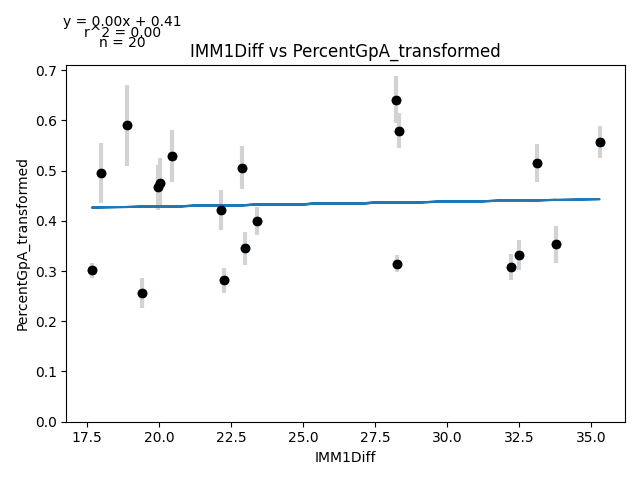 y = 0.00x + 0.41
r^2 = 0.00
n = 20
IMM1Diff vs PercentGpA_transformed
PercentGpA_transformed
0.7
0.6
0.5
0.4
0.3
0.2
0.1
0.0
17.5 20.0 22.5 25.0 27.5 30.0 32.5 35.0
IMM1Diff